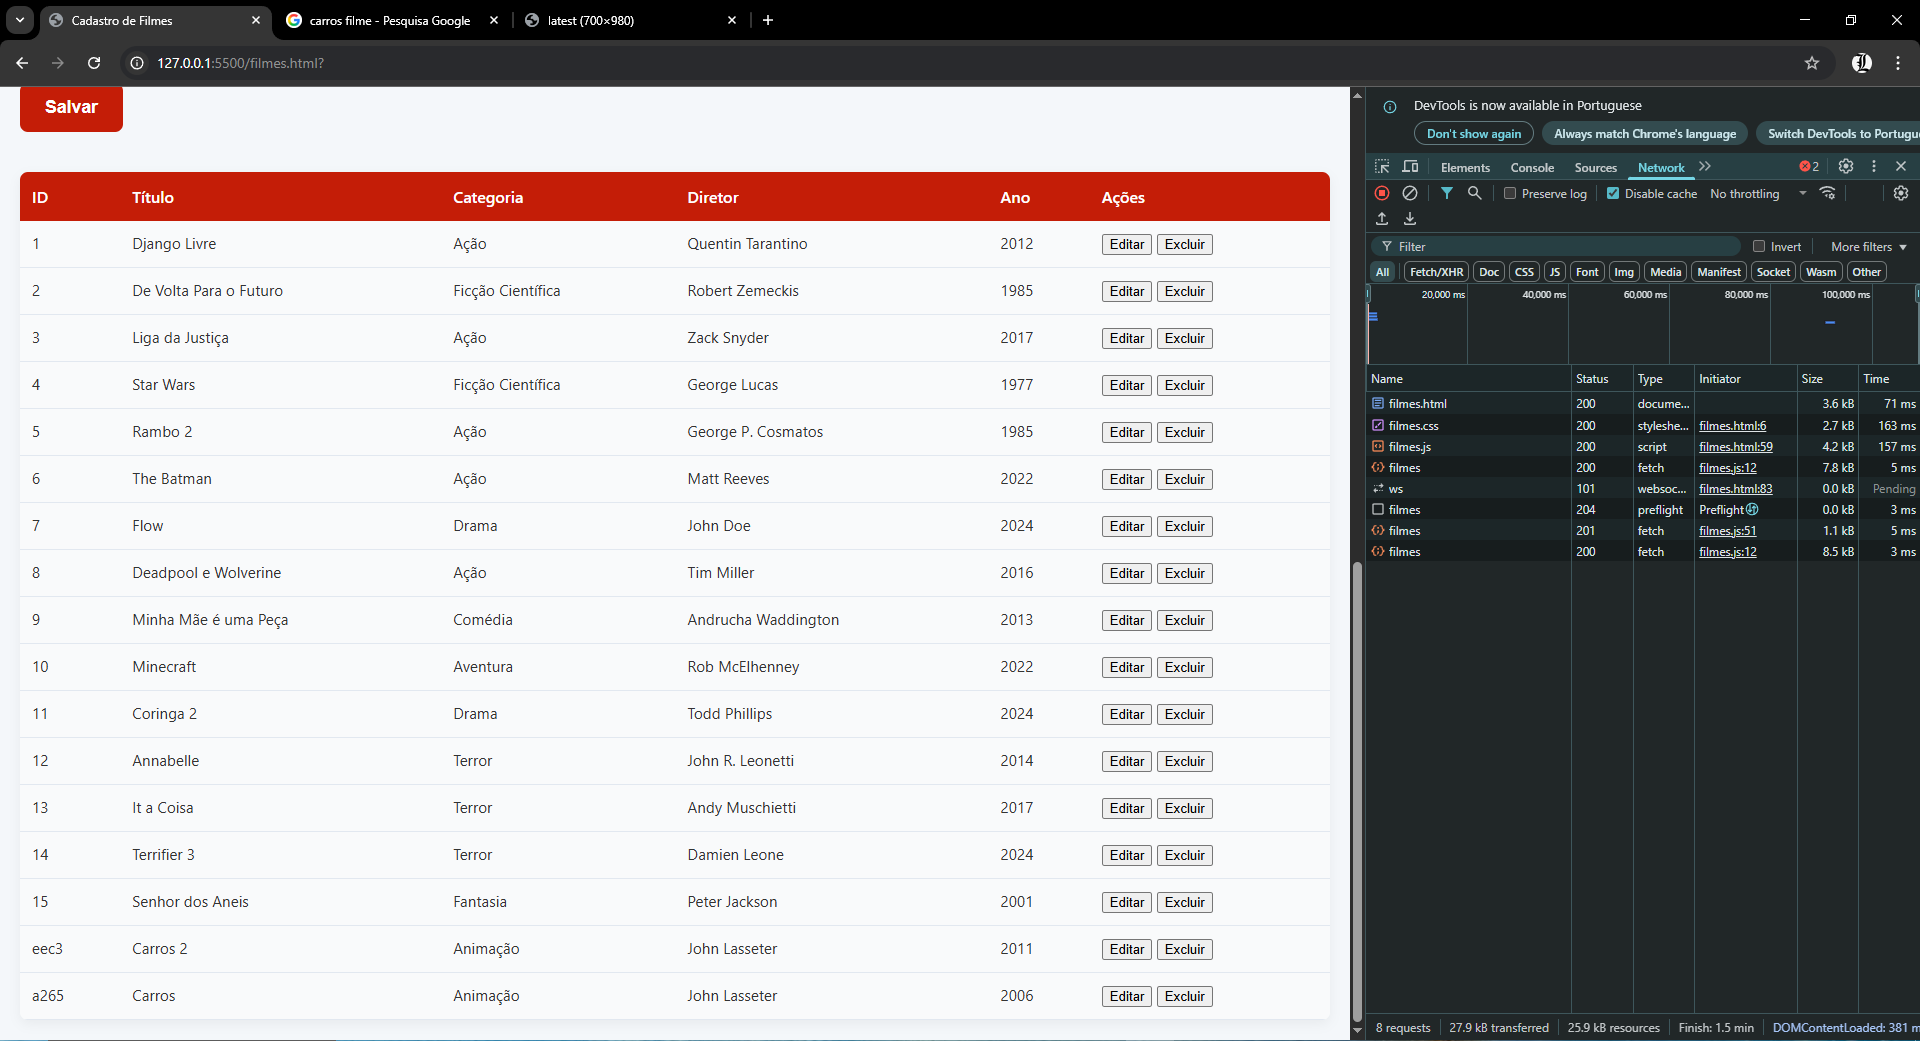 Cadastro de Filmes
carros filme - Pesquisa Google
latest (700×980)
127.0.0.1:5500/filmes.html?
Salvar
ID Título Categoria Diretor Ano Ações
1 Django Livre Ação Quentin Tarantino 2012 Editar Excluir
2 De Volta Para o Futuro Ficção Científica Robert Zemeckis 1985 Editar Excluir
3 Liga da Justiça Ação Zack Snyder 2017 Editar Excluir
4 Star Wars Ficção Científica George Lucas 1977 Editar Excluir
5 Rambo 2 Ação George P. Cosmatos 1985 Editar Excluir
6 The Batman Ação Matt Reeves 2022 Editar Excluir
7 Flow Drama John Doe 2024 Editar Excluir
8 Deadpool e Wolverine Ação Tim Miller 2016 Editar Excluir
9 Minha Mãe é uma Peça Comédia Andrucha Waddington 2013 Editar Excluir
10 Minecraft Aventura Rob McElhenney 2022 Editar Excluir
11 Coringa 2 Drama Todd Phillips 2024 Editar Excluir
12 Annabelle Terror John R. Leonetti 2014 Editar Excluir
13 It a Coisa Terror Andy Muschietti 2017 Editar Excluir
14 Terrifier 3 Terror Damien Leone 2024 Editar Excluir
15 Senhor dos Aneis Fantasia Peter Jackson 2001 Editar Excluir
eec3 Carros 2 Animação John Lasseter 2011 Editar Excluir
a265 Carros Animação John Lasseter 2006 Editar Excluir
DevTools is now available in Portuguese
Don't show again Always match Chrome's language Switch DevTools to Portugu
Elements Console Sources Network 2
Preserve log Disable cache No throttling
Filter Invert More filters
All Fetch/XHR Doc CSS JS Font Img Media Manifest Socket Wasm Other
20,000 ms 40,000 ms 60,000 ms 80,000 ms 100,000 ms
Name Status Type Initiator Size Time
filmes.html 200 docume... 3.6 kB 71 ms
filmes.css 200 styleshe... filmes.html:6 2.7 kB 163 ms
filmes.js 200 script filmes.html:59 4.2 kB 157 ms
filmes 200 fetch filmes.js:12 7.8 kB 5 ms
ws 101 websoc... filmes.html:83 0.0 kB Pending
filmes 204 preflight Preflight 0.0 kB 3 ms
filmes 201 fetch filmes.js:51 1.1 kB 5 ms
filmes 200 fetch filmes.js:12 8.5 kB 3 ms
8 requests 27.9 kB transferred 25.9 kB resources Finish: 1.5 min DOMContentLoaded: 381 m